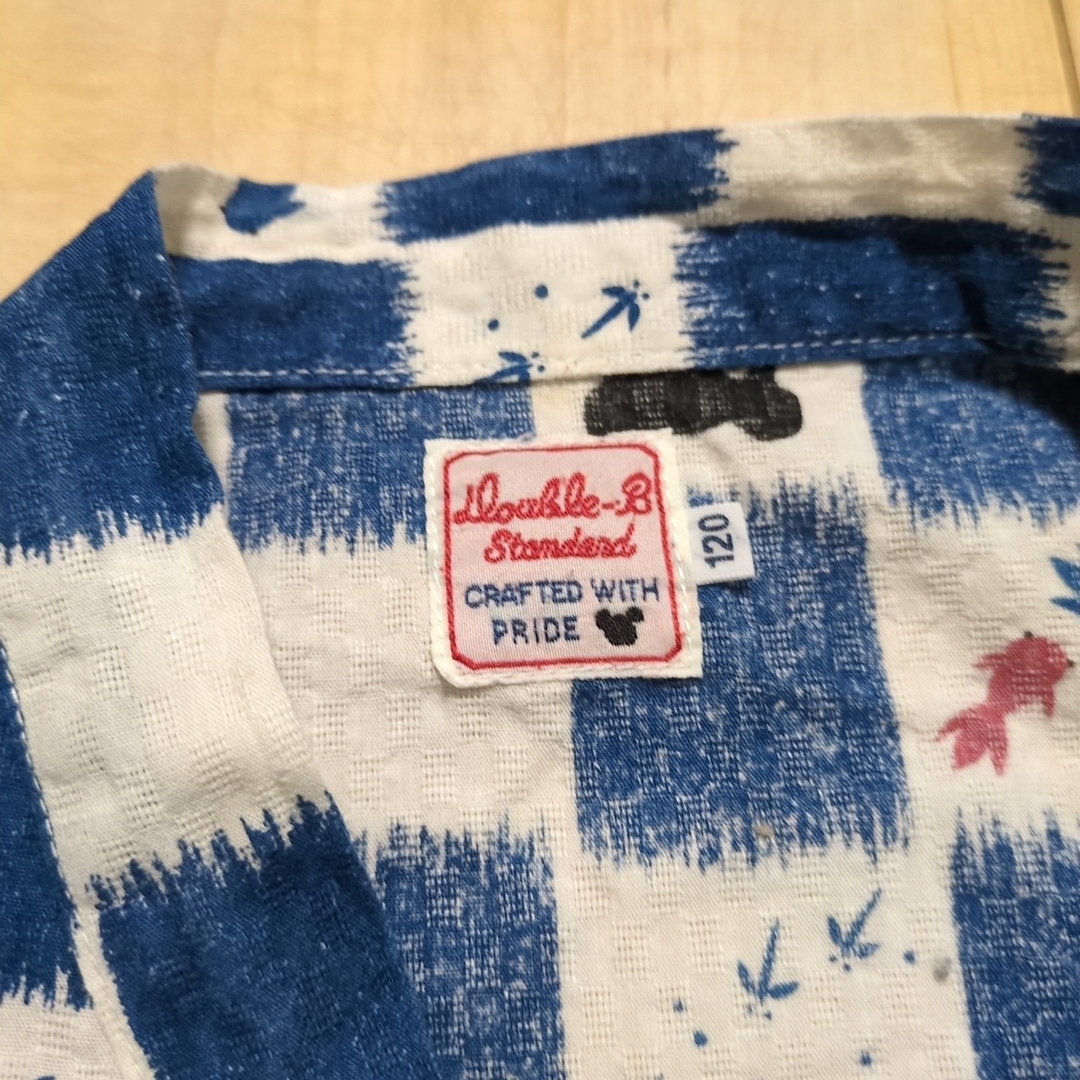 Double-B
Standard
CRAFTED WITH
PRIDE
120